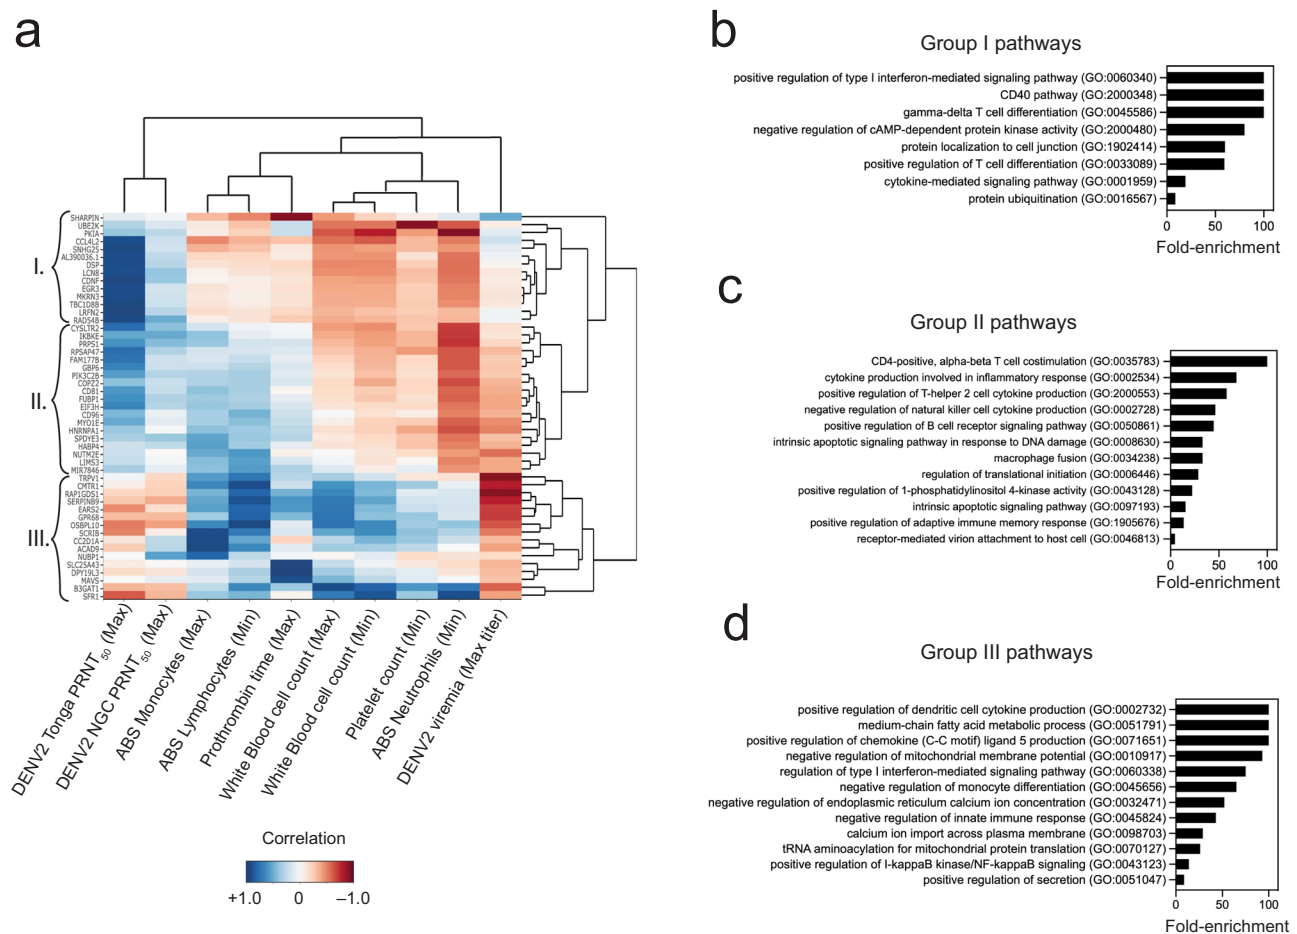 a
I.
II.
III.
SHARPIN
UBE2K
PKIA
CCL4L2
SNHG25
AL390036.1
DSP
LCN8
CDNF
EGR3
MKRN3
TBC1D8B
LRFN2
RAD54B
CYSLTR2
IKBKE
PRPS1
RPSAP47
FAM177B
GBP6
PIK3C2B
COPZ2
CD81
FUBP1
EIF3H
CD96
MYO1E
HNRNPA1
SPDYE3
HABP4
NUTM2E
LIMS3
MIR7846
TRPV1
CMTR1
RAP1GDS1
SERPINB9
EARS2
GPR68
OSBPL10
SCRIB
CC2D1A
ACAD9
NUBP1
SLC25A43
DPY19L3
MAVS
B3GAT1
SFR1
DENV2 Tonga PRNT50 (Max)
DENV2 NGC PRNT50 (Max)
ABS Monocytes (Max)
ABS Lymphocytes (Min)
Prothrombin time (Max)
White Blood cell count (Max)
White Blood cell count (Min)
Platelet count (Min)
ABS Neutrophils (Min)
DENV2 viremia (Max titer)
Correlation
+1.0 0 –1.0
b
Group I pathways
positive regulation of type I interferon-mediated signaling pathway (GO:0060340)
CD40 pathway (GO:2000348)
gamma-delta T cell differentiation (GO:0045586)
negative regulation of cAMP-dependent protein kinase activity (GO:2000480)
protein localization to cell junction (GO:1902414)
positive regulation of T cell differentiation (GO:0033089)
cytokine-mediated signaling pathway (GO:0001959)
protein ubiquitination (GO:0016567)
0 50 100
Fold-enrichment
c
Group II pathways
CD4-positive, alpha-beta T cell costimulation (GO:0035783)
cytokine production involved in inflammatory response (GO:0002534)
positive regulation of T-helper 2 cell cytokine production (GO:2000553)
negative regulation of natural killer cell cytokine production (GO:0002728)
positive regulation of B cell receptor signaling pathway (GO:0050861)
intrinsic apoptotic signaling pathway in response to DNA damage (GO:0008630)
macrophage fusion (GO:0034238)
regulation of translational initiation (GO:0006446)
positive regulation of 1-phosphatidylinositol 4-kinase activity (GO:0043128)
intrinsic apoptotic signaling pathway (GO:0097193)
positive regulation of adaptive immune memory response (GO:1905676)
receptor-mediated virion attachment to host cell (GO:0046813)
0 50 100
Fold-enrichment
d
Group III pathways
positive regulation of dendritic cell cytokine production (GO:0002732)
medium-chain fatty acid metabolic process (GO:0051791)
positive regulation of chemokine (C-C motif) ligand 5 production (GO:0071651)
negative regulation of mitochondrial membrane potential (GO:0010917)
regulation of type I interferon-mediated signaling pathway (GO:0060338)
negative regulation of monocyte differentiation (GO:0045656)
negative regulation of endoplasmic reticulum calcium ion concentration (GO:0032471)
negative regulation of innate immune response (GO:0045824)
calcium ion import across plasma membrane (GO:0098703)
tRNA aminoacylation for mitochondrial protein translation (GO:0070127)
positive regulation of I-kappaB kinase/NF-kappaB signaling (GO:0043123)
positive regulation of secretion (GO:0051047)
0 50 100
Fold-enrichment